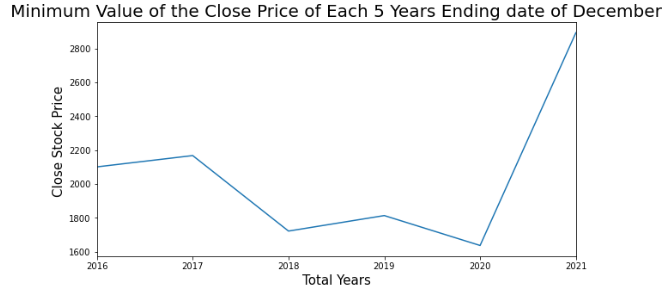 Minimum Value of the Close Price of Each 5 Years Ending date of December
2800
2600
2400
2200
2000
1800
1600
Close Stock Price
2016 2017 2018 2019 2020 2021
Total Years